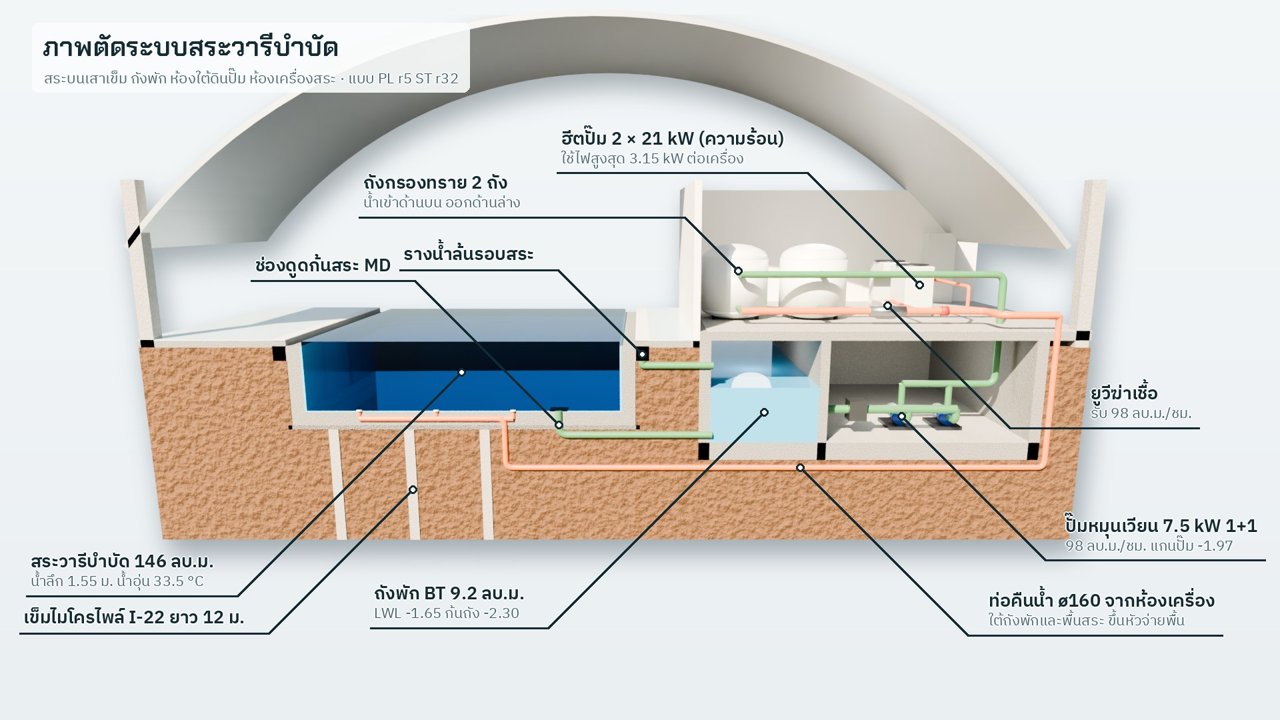 ภาพตัดระบบสระวารีบำบัด
สระบนเสาเข็ม ถังพัก ห้องใต้ดินปั๊ม ห้องเครื่องสระ · แบบ PL r5 ST r32
ฮีตปั๊ม 2 × 21 kW (ความร้อน)
ใช้ไฟสูงสุด 3.15 kW ต่อเครื่อง
ถังกรองทราย 2 ถัง
น้ำเข้าด้านบน ออกด้านล่าง
รางน้ำล้นรอบสระ
ช่องดูดก้นสระ MD
ยูวีฆ่าเชื้อ
รับ 98 ลบ.ม./ชม.
ปั๊มหมุนเวียน 7.5 kW 1+1
98 ลบ.ม./ชม. แกนปั๊ม -1.97
สระวารีบำบัด 146 ลบ.ม.
น้ำลึก 1.55 ม. น้ำอุ่น 33.5 °C
เข็มไมโครไพล์ I-22 ยาว 12 ม.
ถังพัก BT 9.2 ลบ.ม.
LWL -1.65 ก้นถัง -2.30
ท่อคืนน้ำ ø160 จากห้องเครื่อง
ใต้ถังพักและพื้นสระ ขึ้นหัวจ่ายพื้น